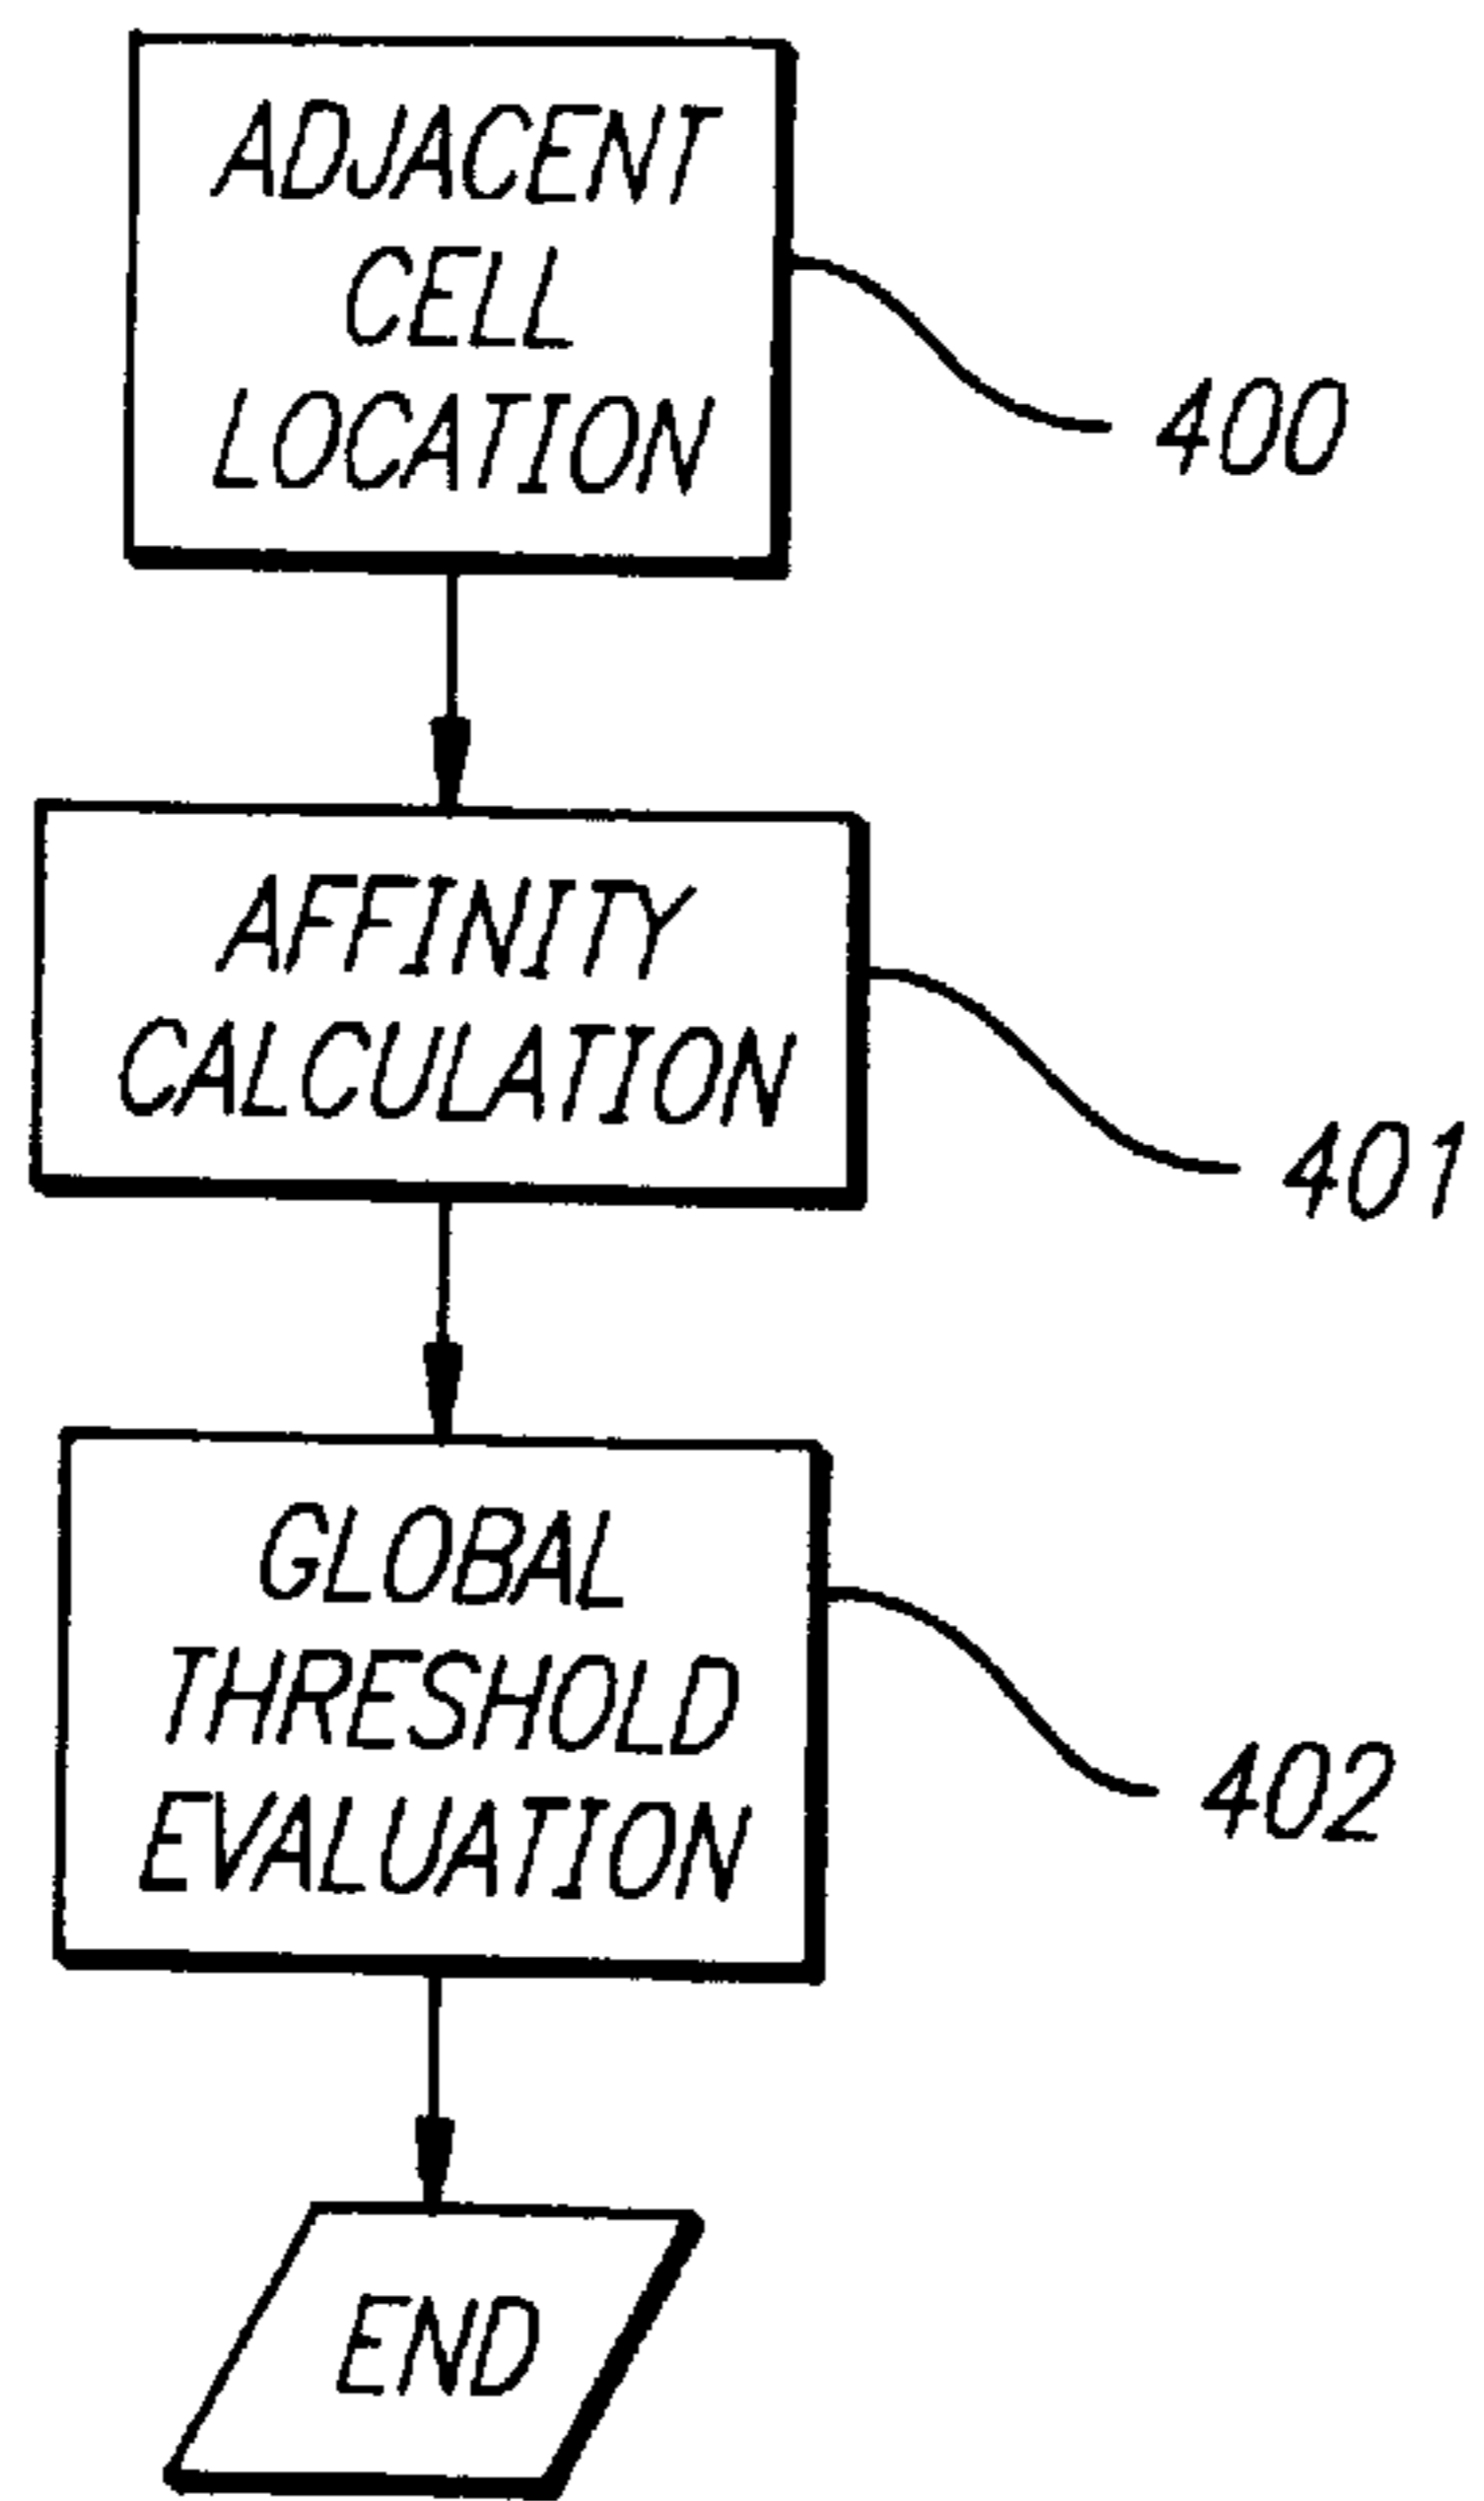 ADJACENT
CELL
LOCATION
400
AFFINITY
CALCULATION
401
GLOBAL
THRESHOLD
EVALUATION
402
END